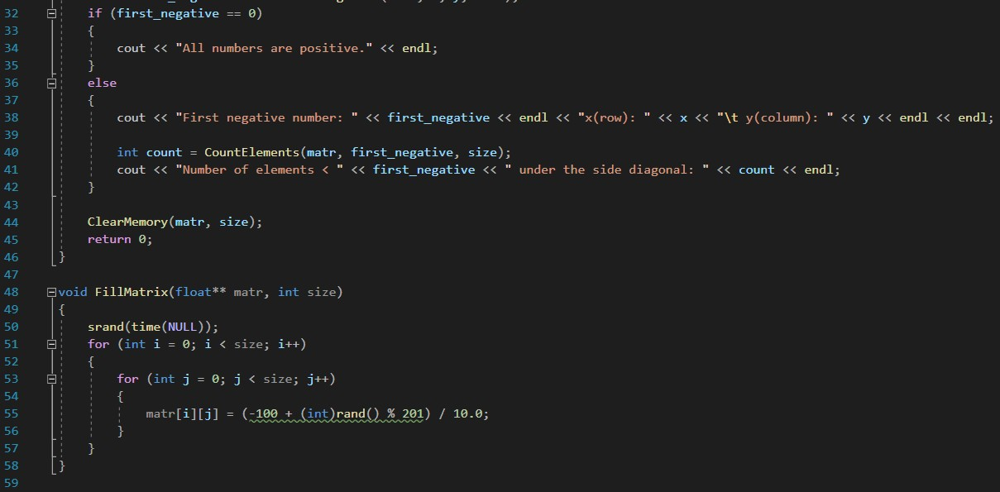 32 if (first_negative == 0)
33 {
34 cout << "All numbers are positive." << endl;
35 }
36 else
37 {
38 cout << "First negative number: " << first_negative << endl << "x(row): " << x << "\t y(column): " << y << endl << endl;
39
40 int count = CountElements(matr, first_negative, size);
41 cout << "Number of elements < " << first_negative << " under the side diagonal: " << count << endl;
42 }
43
44 ClearMemory(matr, size);
45 return 0;
46 }
47
48 void FillMatrix(float** matr, int size)
49 {
50 srand(time(NULL));
51 for (int i = 0; i < size; i++)
52 {
53 for (int j = 0; j < size; j++)
54 {
55 matr[i][j] = (-100 + (int)rand() % 201) / 10.0;
56 }
57 }
58 }
59